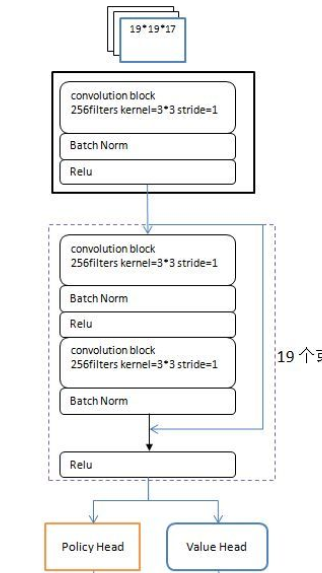 19*19*17
convolution block
256filters kernel=3*3 stride=1
Batch Norm
Relu
convolution block
256filters kernel=3*3 stride=1
Batch Norm
Relu
convolution block
256filters kernel=3*3 stride=1
Batch Norm
19 个
Relu
Policy Head
Value Head